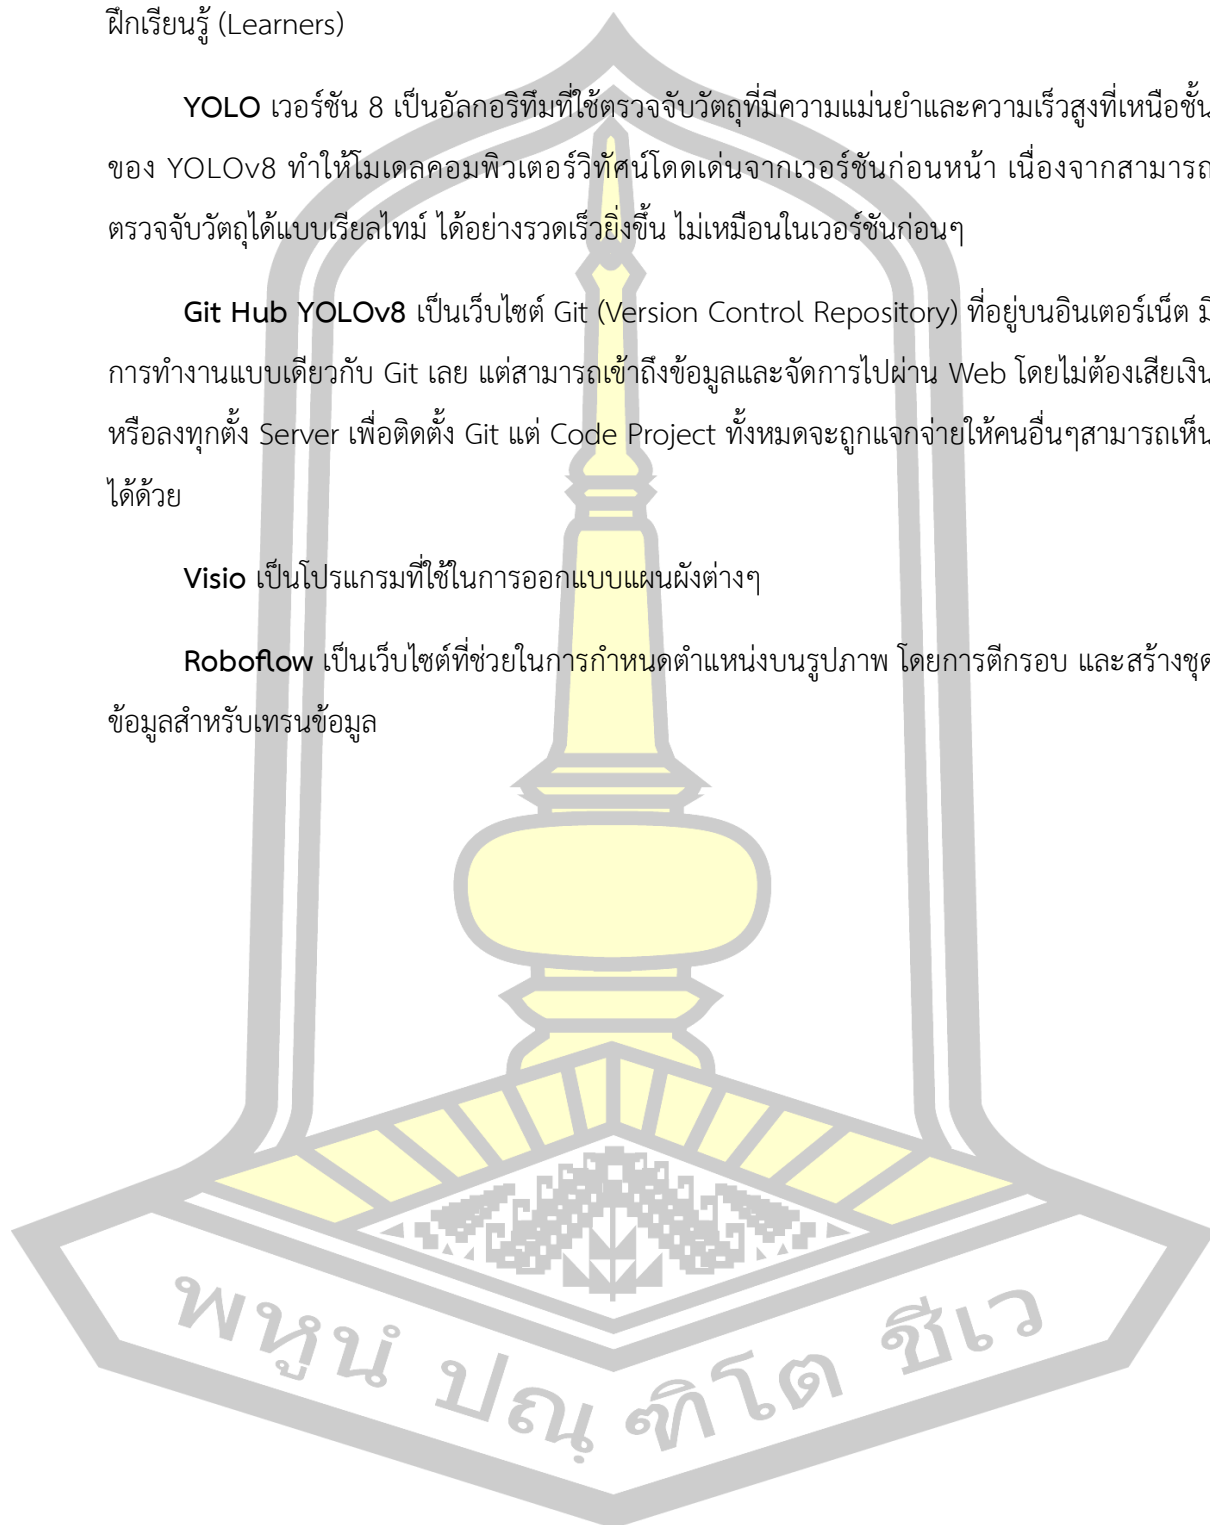 ฝึกเรียนรู้ (Learners)
YOLO เวอร์ชัน 8 เป็นอัลกอริทึมที่ใช้ตรวจจับวัตถุที่มีความแม่นยำและความเร็วสูงที่เหนือชั้น
ของ YOLOv8 ทำให้โมเดลคอมพิวเตอร์วิทัศน์โดดเด่นจากเวอร์ชันก่อนหน้า เนื่องจากสามารถ
ตรวจจับวัตถุได้แบบเรียลไทม์ ได้อย่างรวดเร็วยิ่งขึ้น ไม่เหมือนในเวอร์ชันก่อนๆ
Git Hub YOLOv8 เป็นเว็บไซต์ Git (Version Control Repository) ที่อยู่บนอินเตอร์เน็ต มี
การทำงานแบบเดียวกับ Git เลย แต่สามารถเข้าถึงข้อมูลและจัดการไปผ่าน Web โดยไม่ต้องเสียเงิน
หรือลงทุกตั้ง Server เพื่อติดตั้ง Git แต่ Code Project ทั้งหมดจะถูกแจกจ่ายให้คนอื่นๆสามารถเห็น
ได้ด้วย
Visio เป็นโปรแกรมที่ใช้ในการออกแบบแผนผังต่างๆ
Roboflow เป็นเว็บไซต์ที่ช่วยในการกำหนดตำแหน่งบนรูปภาพ โดยการตีกรอบ และสร้างชุด
ข้อมูลสำหรับเทรนข้อมูล
พหูนํ ปณฺฑิโต ชีเว